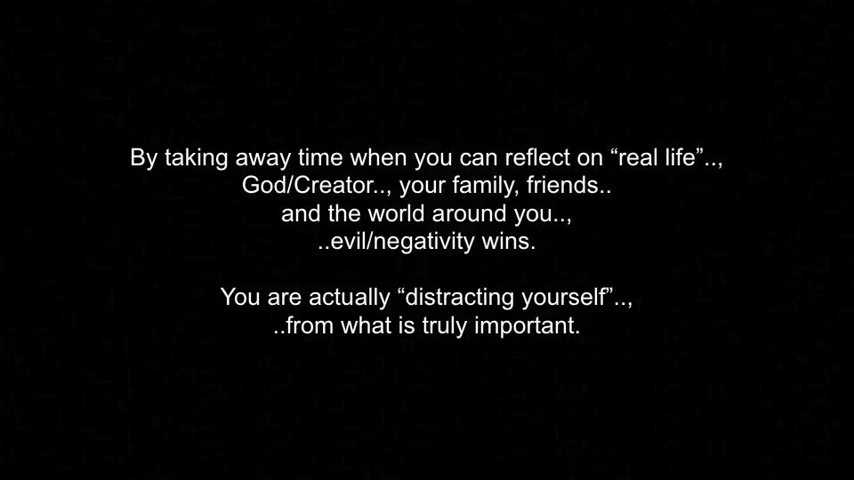 By taking away time when you can reflect on “real life”..,
God/Creator.., your family, friends..
and the world around you..,
..evil/negativity wins.
You are actually “distracting yourself”..,
..from what is truly important.